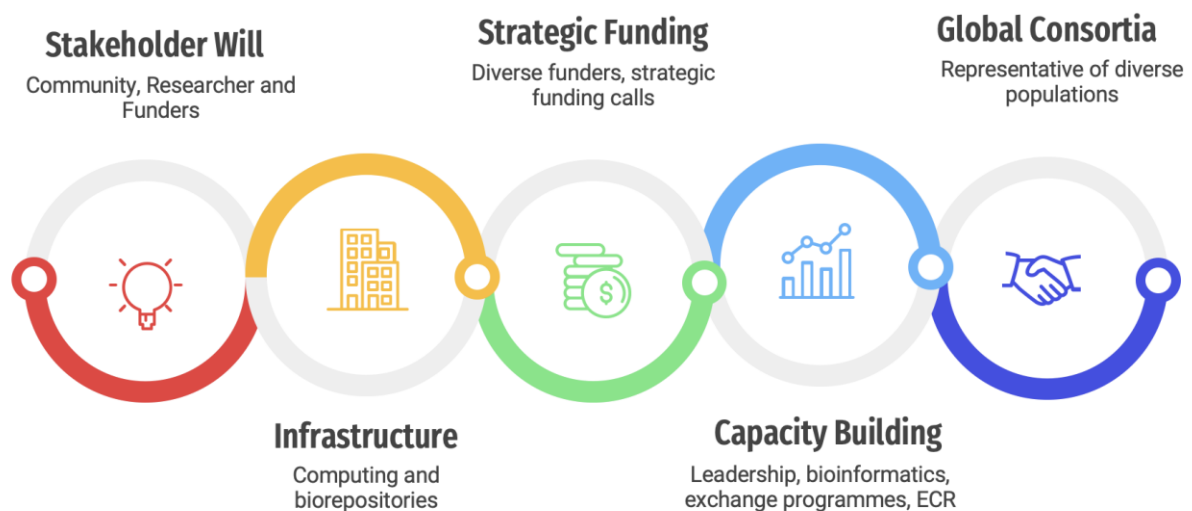 Stakeholder Will
Community, Researcher and
Funders
Infrastructure
Computing and
biorepositories
Strategic Funding
Diverse funders, strategic
funding calls
$
Capacity Building
Leadership, bioinformatics,
exchange programmes, ECR
Global Consortia
Representative of diverse
populations